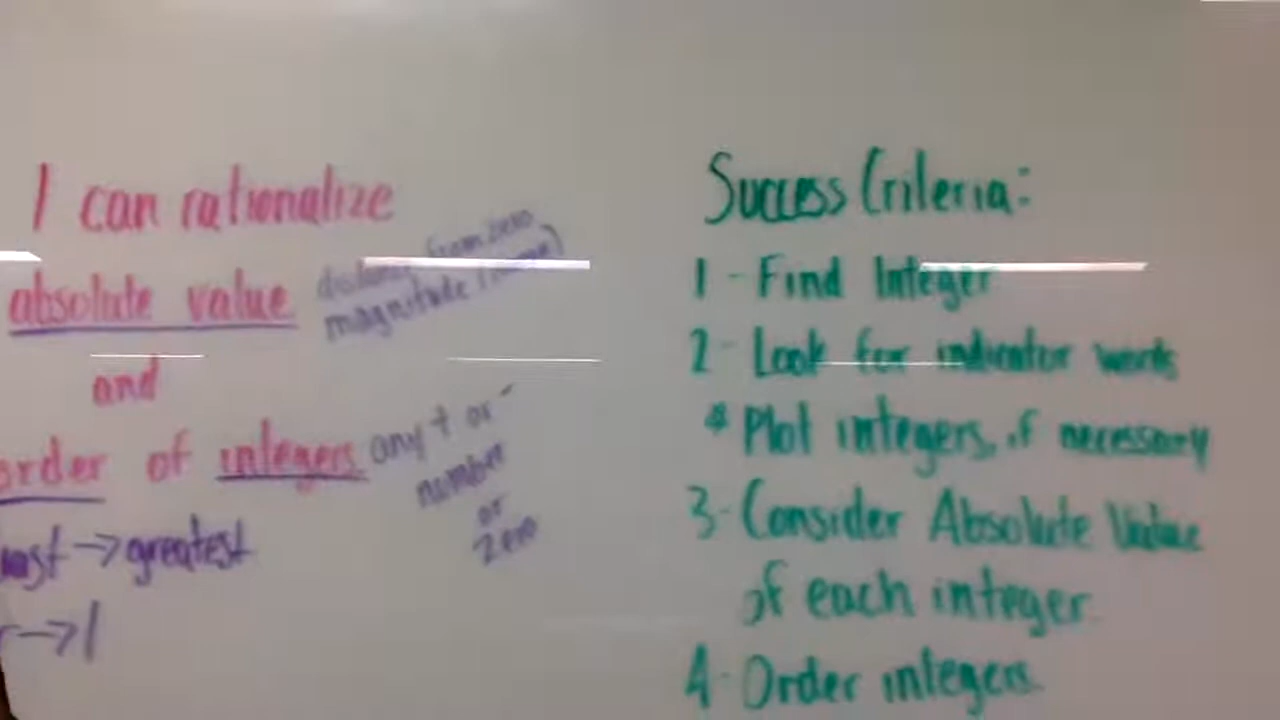 I can rationalize
absolute value
distance from zero
magnitude
and
order of integers
any + or -
number
or
zero
→ greatest
Success Criteria:
1 - Find Integer
2 - Look for indicator words
* Plot integers, if necessary
3 - Consider Absolute Value
of each integer.
4 - Order integers.